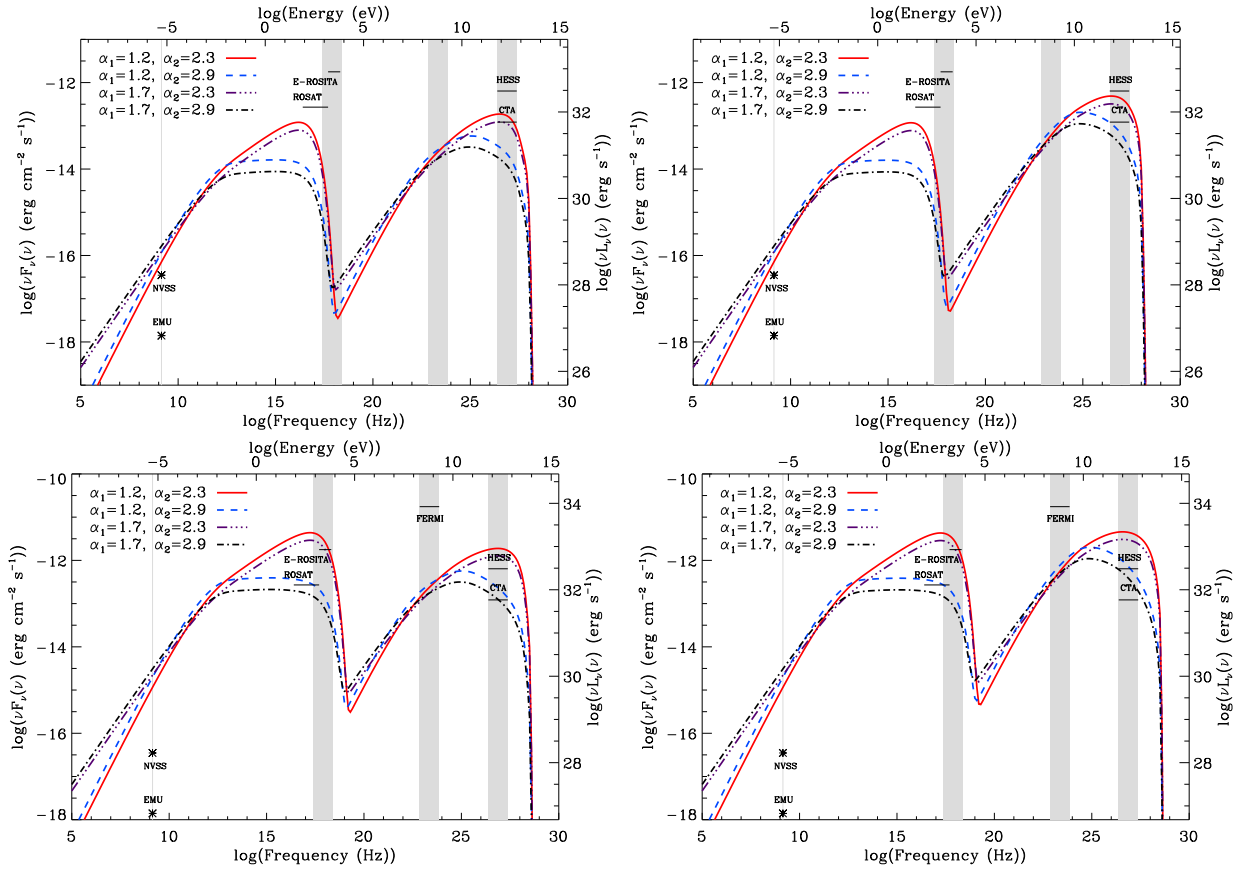 log(Energy (eV))
−5 0 5 10 15
α1=1.2, α2=2.3
α1=1.2, α2=2.9
α1=1.7, α2=2.3
α1=1.7, α2=2.9
E-ROSITA
ROSAT
HESS
CTA
NVSS
EMU
−12
−14
−16
−18
32
30
28
26
log(νFν(ν) (erg cm−2 s−1))
log(νLν(ν) (erg s−1))
5 10 15 20 25 30
log(Frequency (Hz))
log(Energy (eV))
−5 0 5 10 15
α1=1.2, α2=2.3
α1=1.2, α2=2.9
α1=1.7, α2=2.3
α1=1.7, α2=2.9
E-ROSITA
ROSAT
HESS
CTA
NVSS
EMU
−12
−14
−16
−18
32
30
28
26
log(νFν(ν) (erg cm−2 s−1))
log(νLν(ν) (erg s−1))
5 10 15 20 25 30
log(Frequency (Hz))
log(Energy (eV))
−5 0 5 10 15
α1=1.2, α2=2.3
α1=1.2, α2=2.9
α1=1.7, α2=2.3
α1=1.7, α2=2.9
FERMI
E-ROSITA
ROSAT
HESS
CTA
NVSS
EMU
−10
−12
−14
−16
−18
34
32
30
28
log(νFν(ν) (erg cm−2 s−1))
log(νLν(ν) (erg s−1))
5 10 15 20 25 30
log(Frequency (Hz))
log(Energy (eV))
−5 0 5 10 15
α1=1.2, α2=2.3
α1=1.2, α2=2.9
α1=1.7, α2=2.3
α1=1.7, α2=2.9
FERMI
E-ROSITA
ROSAT
HESS
CTA
NVSS
EMU
−10
−12
−14
−16
−18
34
32
30
28
log(νFν(ν) (erg cm−2 s−1))
log(νLν(ν) (erg s−1))
5 10 15 20 25 30
log(Frequency (Hz))